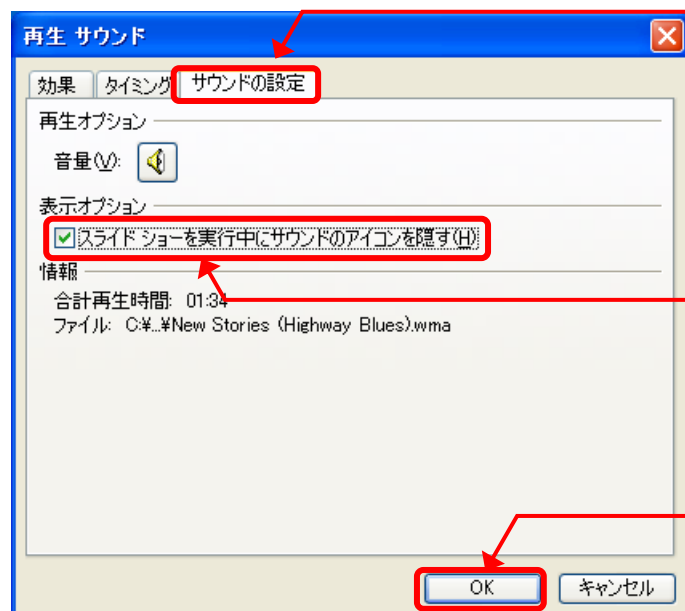 再生 サウンド
効果 タイミング サウンドの設定
再生オプション
音量(V):
表示オプション
スライド ショーを実行中にサウンドのアイコンを隠す(H)
情報
合計再生時間: 01:34
ファイル: C:¥...¥New Stories (Highway Blues).wma
OK キャンセル